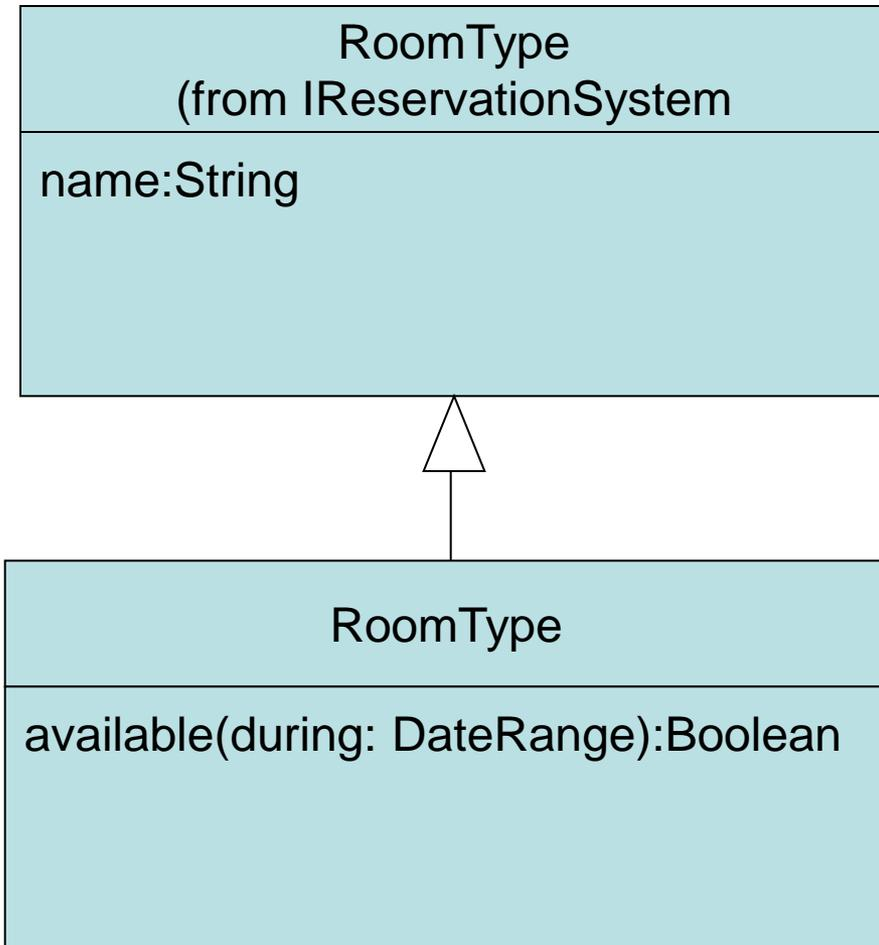 RoomType
(from IReservationSystem
name:String
RoomType
available(during: DateRange):Boolean